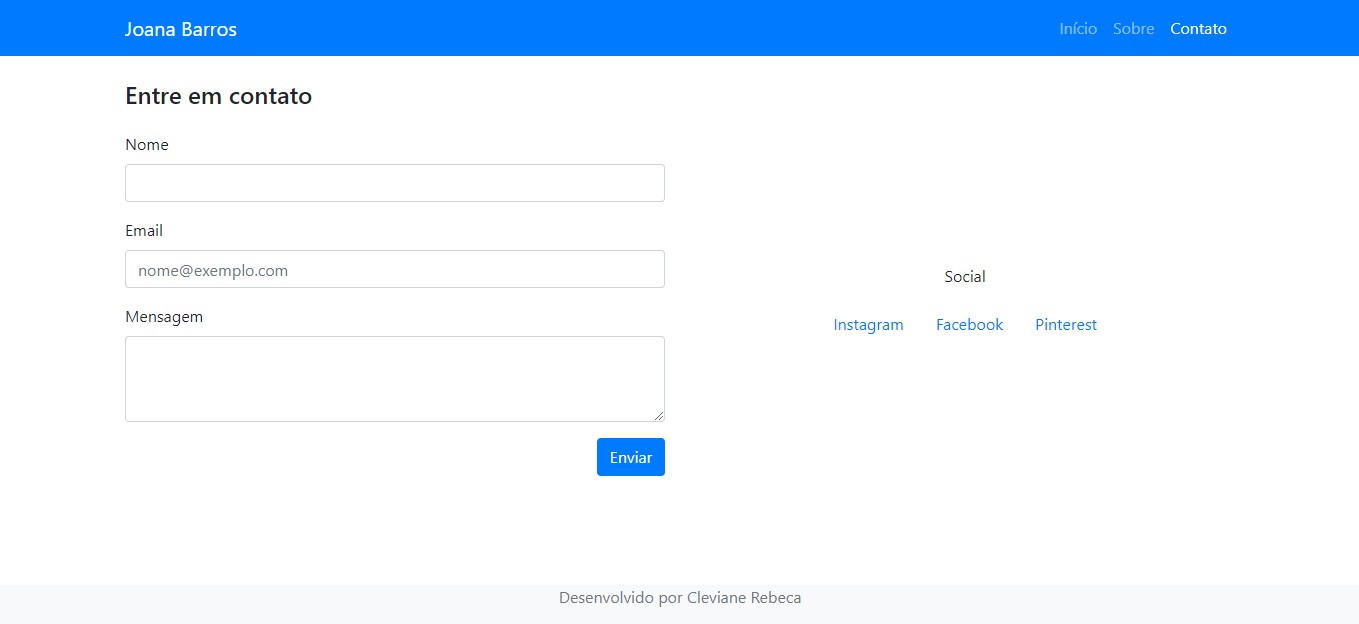 Joana Barros
Início Sobre Contato
Entre em contato
Nome
Email
nome@exemplo.com
Mensagem
Enviar
Social
Instagram Facebook Pinterest
Desenvolvido por Cleviane Rebeca